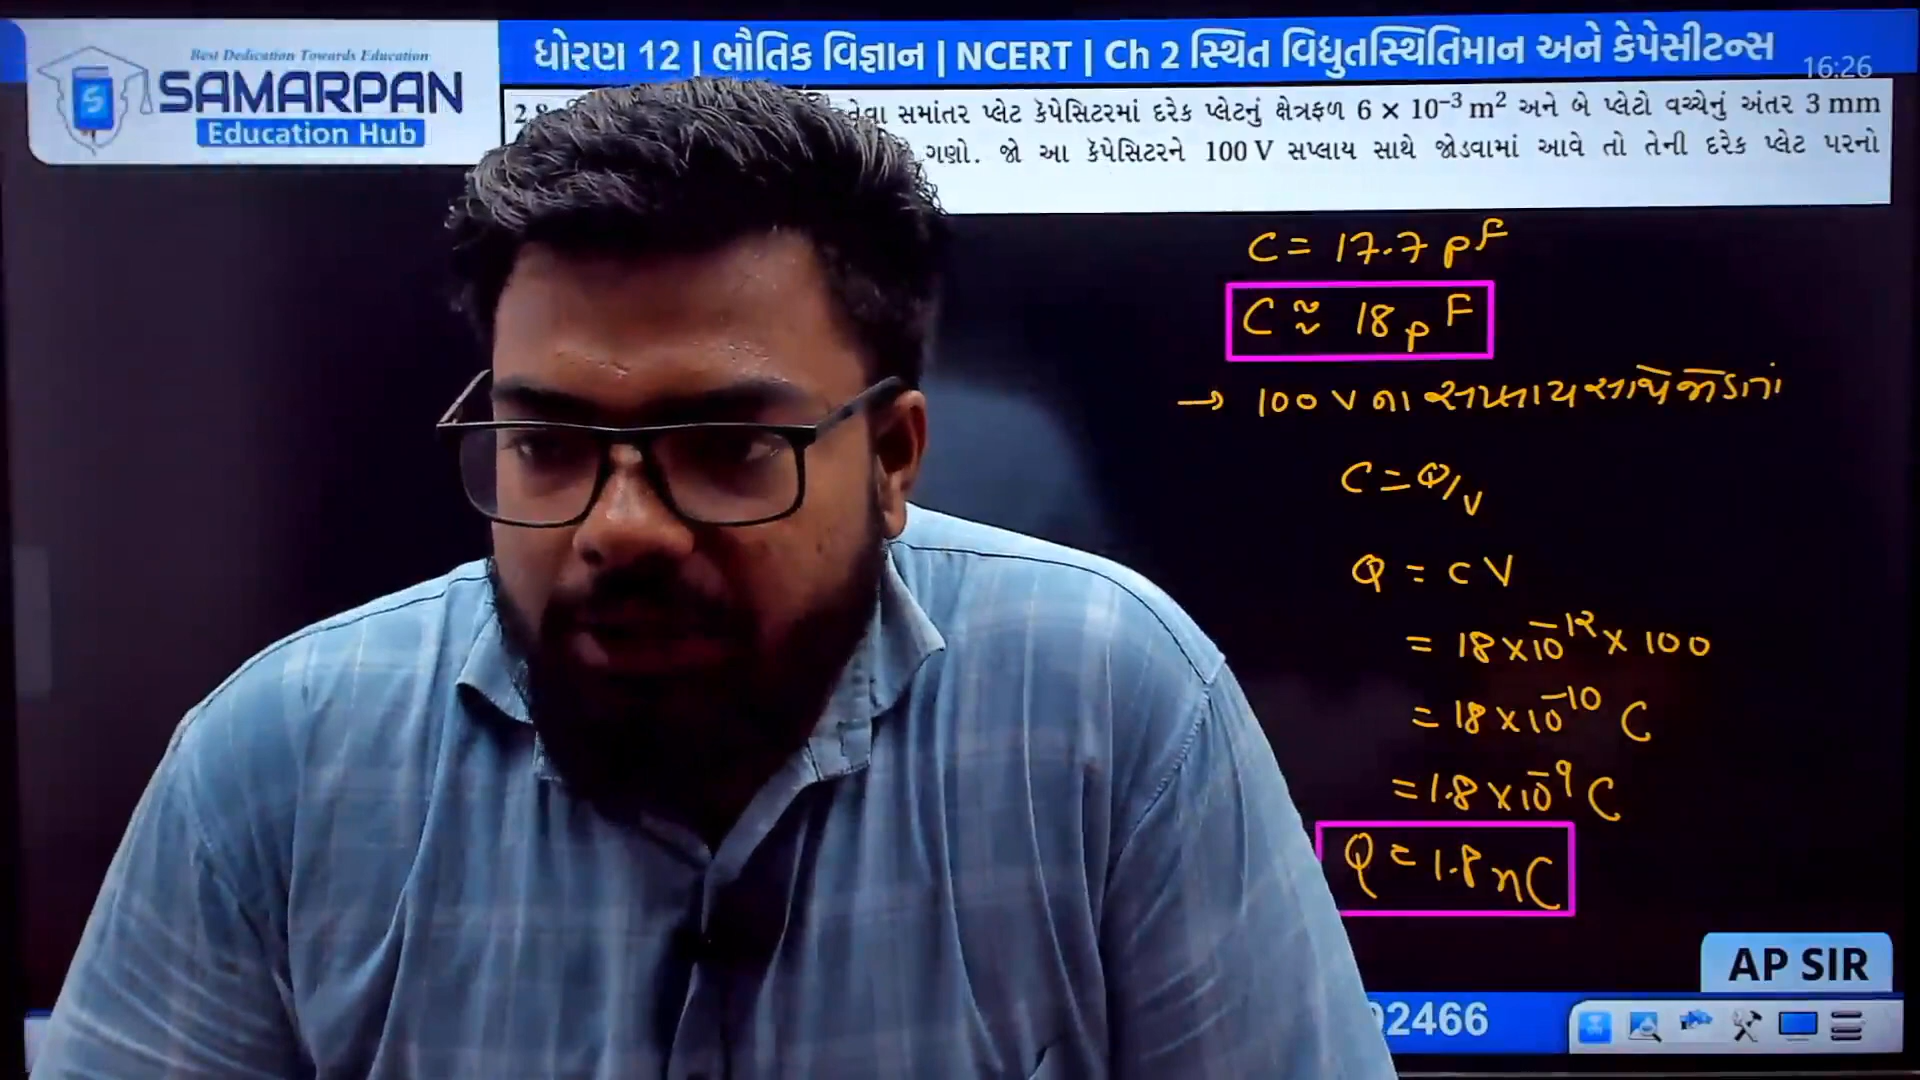 Best Dedication Towards Education
SAMARPAN
Education Hub
ધોરણ 12 | ભૌતિક વિજ્ઞાન | NCERT | Ch 2 સ્થિત વિદ્યુતસ્થિતિમાન અને કેપેસીટન્સ
16:26
2.8 સમાંતર પ્લેટ કૅપેસિટરમાં દરેક પ્લેટનું ક્ષેત્રફળ 6 × 10⁻³ m² અને બે પ્લેટો વચ્ચેનું અંતર 3 mm
ગણો. જો આ કૅપેસિટરને 100 V સપ્લાય સાથે જોડવામાં આવે તો તેની દરેક પ્લેટ પરનો
C = 17.7 pF
C ≈ 18 pF
→ 100 V ના સપ્લાય સાથે જોડતાં
C = Q/V
Q = CV
= 18 × 10⁻¹² × 100
= 18 × 10⁻¹⁰ C
= 1.8 × 10⁻⁹ C
Q = 1.8 nC
AP SIR
92466